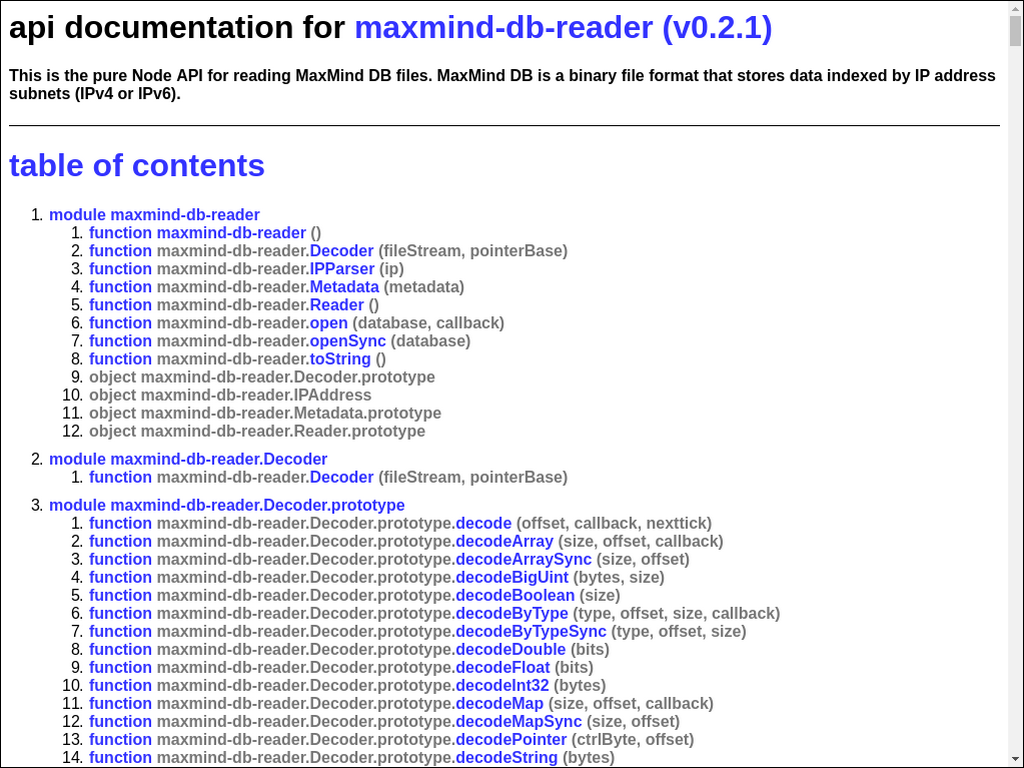 api documentation for maxmind-db-reader (v0.2.1)
This is the pure Node API for reading MaxMind DB files. MaxMind DB is a binary file format that stores data indexed by IP address
subnets (IPv4 or IPv6).
table of contents
1. module maxmind-db-reader
1. function maxmind-db-reader ()
2. function maxmind-db-reader.Decoder (fileStream, pointerBase)
3. function maxmind-db-reader.IPParser (ip)
4. function maxmind-db-reader.Metadata (metadata)
5. function maxmind-db-reader.Reader ()
6. function maxmind-db-reader.open (database, callback)
7. function maxmind-db-reader.openSync (database)
8. function maxmind-db-reader.toString ()
9. object maxmind-db-reader.Decoder.prototype
10. object maxmind-db-reader.IPAddress
11. object maxmind-db-reader.Metadata.prototype
12. object maxmind-db-reader.Reader.prototype
2. module maxmind-db-reader.Decoder
1. function maxmind-db-reader.Decoder (fileStream, pointerBase)
3. module maxmind-db-reader.Decoder.prototype
1. function maxmind-db-reader.Decoder.prototype.decode (offset, callback, nexttick)
2. function maxmind-db-reader.Decoder.prototype.decodeArray (size, offset, callback)
3. function maxmind-db-reader.Decoder.prototype.decodeArraySync (size, offset)
4. function maxmind-db-reader.Decoder.prototype.decodeBigUint (bytes, size)
5. function maxmind-db-reader.Decoder.prototype.decodeBoolean (size)
6. function maxmind-db-reader.Decoder.prototype.decodeByType (type, offset, size, callback)
7. function maxmind-db-reader.Decoder.prototype.decodeByTypeSync (type, offset, size)
8. function maxmind-db-reader.Decoder.prototype.decodeDouble (bits)
9. function maxmind-db-reader.Decoder.prototype.decodeFloat (bits)
10. function maxmind-db-reader.Decoder.prototype.decodeInt32 (bytes)
11. function maxmind-db-reader.Decoder.prototype.decodeMap (size, offset, callback)
12. function maxmind-db-reader.Decoder.prototype.decodeMapSync (size, offset)
13. function maxmind-db-reader.Decoder.prototype.decodePointer (ctrlByte, offset)
14. function maxmind-db-reader.Decoder.prototype.decodeString (bytes)